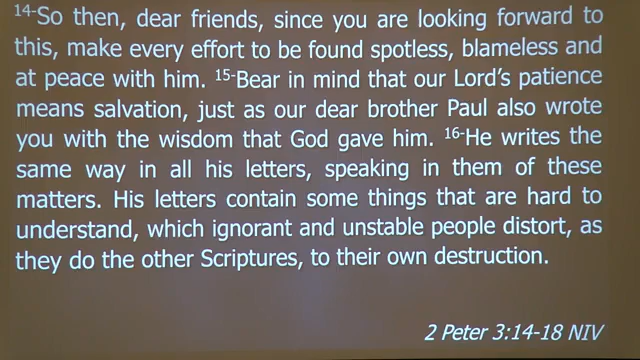 14-So then, dear friends, since you are looking forward to
this, make every effort to be found spotless, blameless and
at peace with him. 15-Bear in mind that our Lord's patience
means salvation, just as our dear brother Paul also wrote
you with the wisdom that God gave him. 16-He writes the
same way in all his letters, speaking in them of these
matters. His letters contain some things that are hard to
understand, which ignorant and unstable people distort, as
they do the other Scriptures, to their own destruction.
2 Peter 3:14-18 NIV